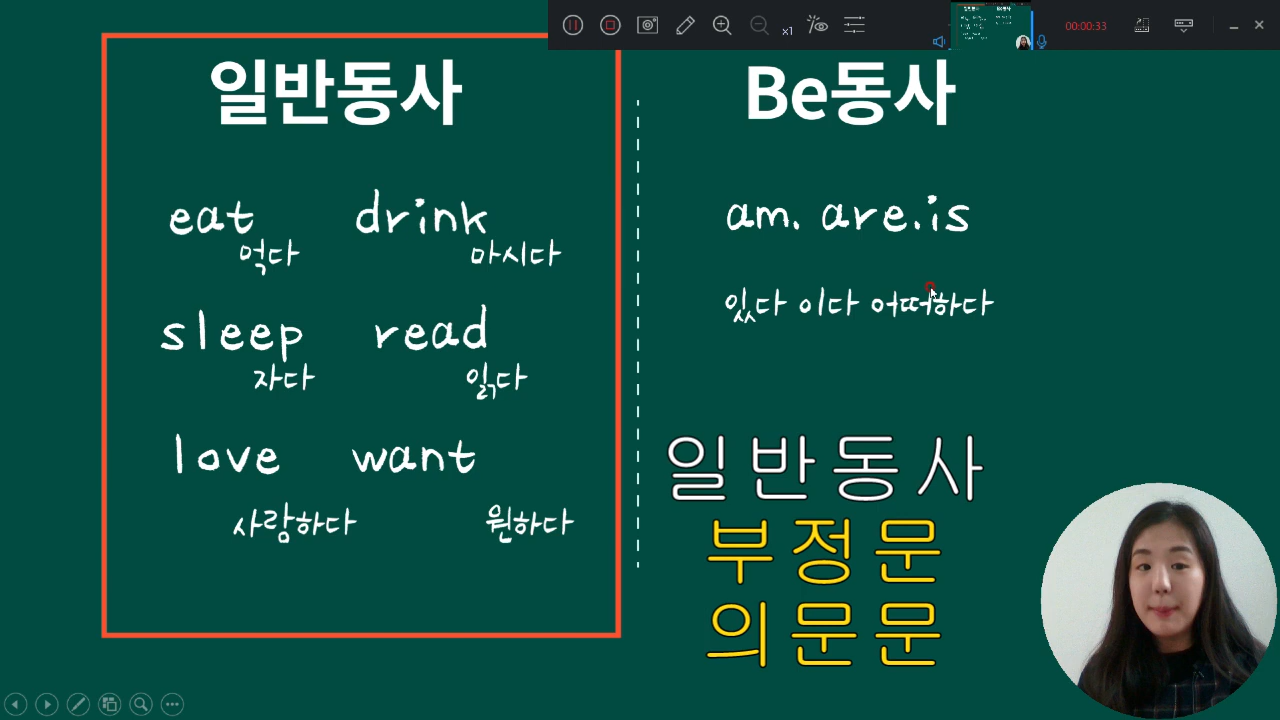 x1
00:00:33
일반동사
Be동사
eat drink
먹다 마시다
sleep read
자다 읽다
love want
사랑하다 원하다
am. are.is
있다 이다 어떠하다
일반동사
부정문
의문문